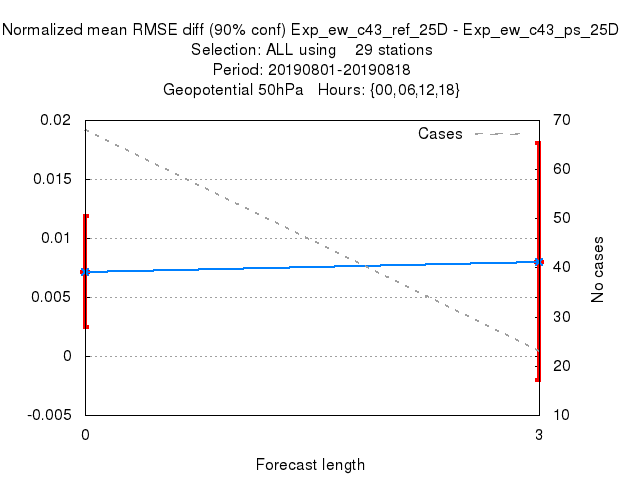 Normalized mean RMSE diff (90% conf) Exp_ew_c43_ref_25D - Exp_ew_c43_ps_25D
Selection: ALL using    29 stations
Period: 20190801-20190818
Geopotential 50hPa   Hours: {00,06,12,18}
Cases
0.02
0.015
0.01
0.005
0
-0.005
70
60
50
40
30
20
10
No cases
0
3
Forecast length